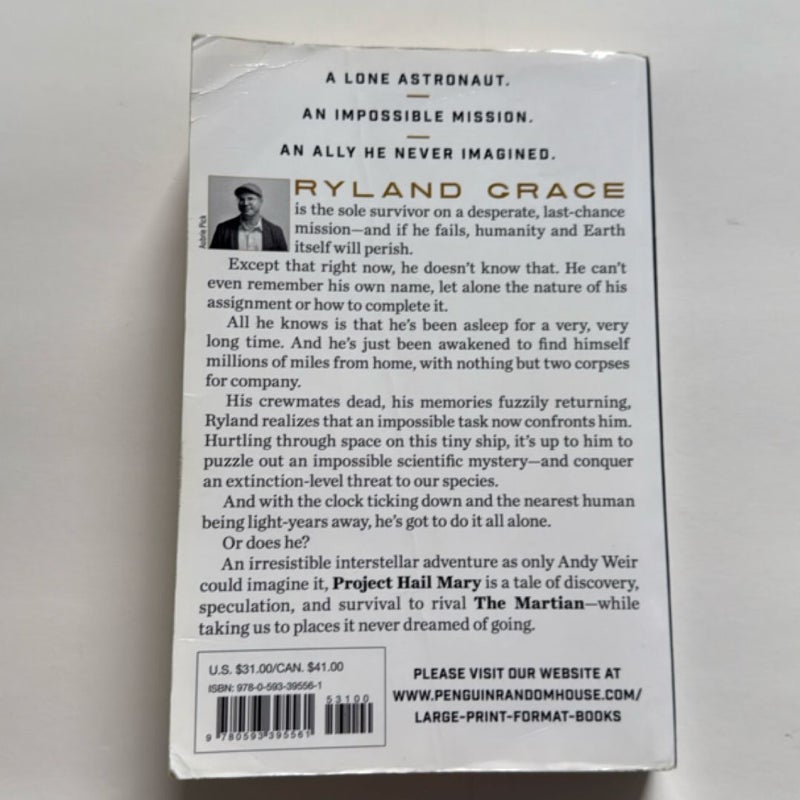 A LONE ASTRONAUT.
AN IMPOSSIBLE MISSION.
AN ALLY HE NEVER IMAGINED.
RYLAND GRACE
is the sole survivor on a desperate, last-chance
mission—and if he fails, humanity and Earth
itself will perish.
Except that right now, he doesn't know that. He can't
even remember his own name, let alone the nature of his
assignment or how to complete it.
All he knows is that he's been asleep for a very, very
long time. And he's just been awakened to find himself
millions of miles from home, with nothing but two corpses
for company.
His crewmates dead, his memories fuzzily returning,
Ryland realizes that an impossible task now confronts him.
Hurtling through space on this tiny ship, it's up to him to
puzzle out an impossible scientific mystery—and conquer
an extinction-level threat to our species.
And with the clock ticking down and the nearest human
being light-years away, he's got to do it all alone.
Or does he?
An irresistible interstellar adventure as only Andy Weir
could imagine it, Project Hail Mary is a tale of discovery,
speculation, and survival to rival The Martian—while
taking us to places it never dreamed of going.
U.S. $31.00/CAN. $41.00
ISBN: 978-0-593-39556-1
53100
9 780593 395561
PLEASE VISIT OUR WEBSITE AT
WWW.PENGUINRANDOMHOUSE.COM/
LARGE-PRINT-FORMAT-BOOKS